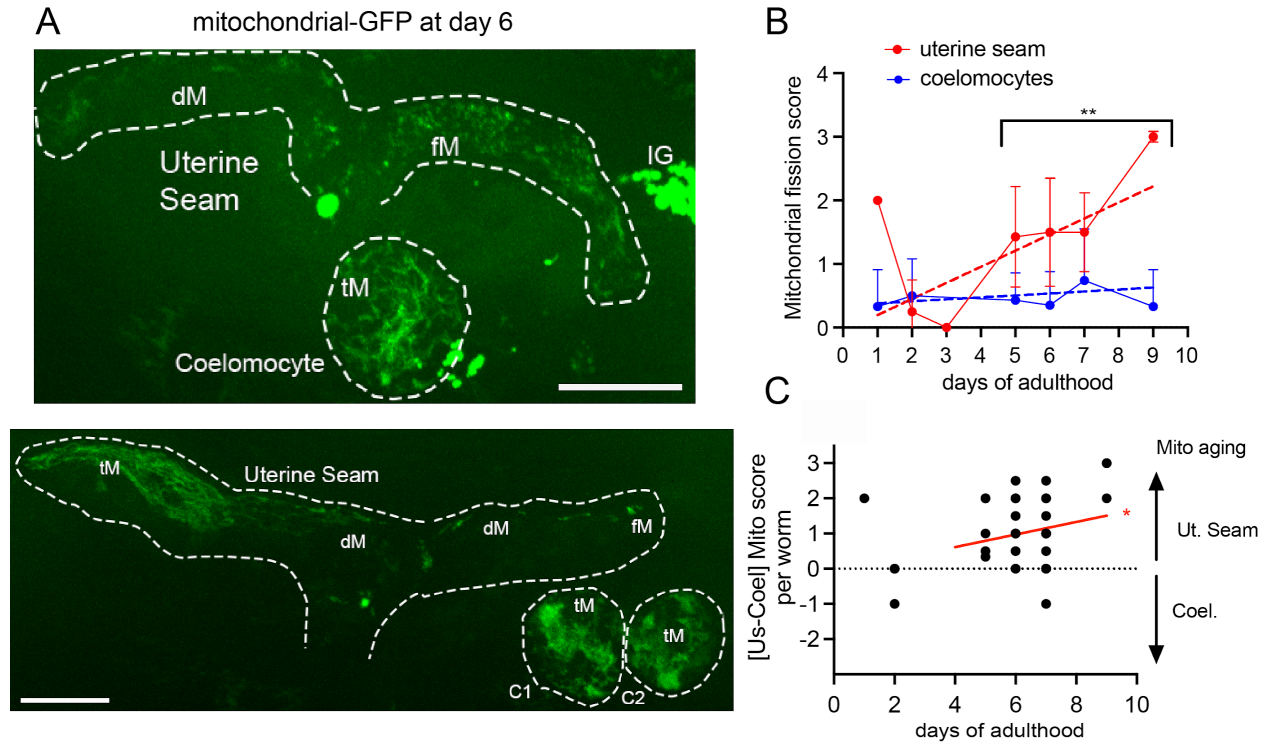 A
mitochondrial-GFP at day 6
dM
fM
Uterine
Seam
IG
tM
Coelomocyte
tM
Uterine Seam
dM
dM
fM
tM
tM
C1
C2
B
uterine seam
coelomocytes
**
Mitchondrial fission score
4
3
2
1
0
0 1 2 3 4 5 6 7 8 9 10
days of adulthood
C
Mito aging
[Us-Coel] Mito score
per worm
3
2
1
0
-1
-2
*
Ut. Seam
Coel.
0 2 4 6 8 10
days of adulthood